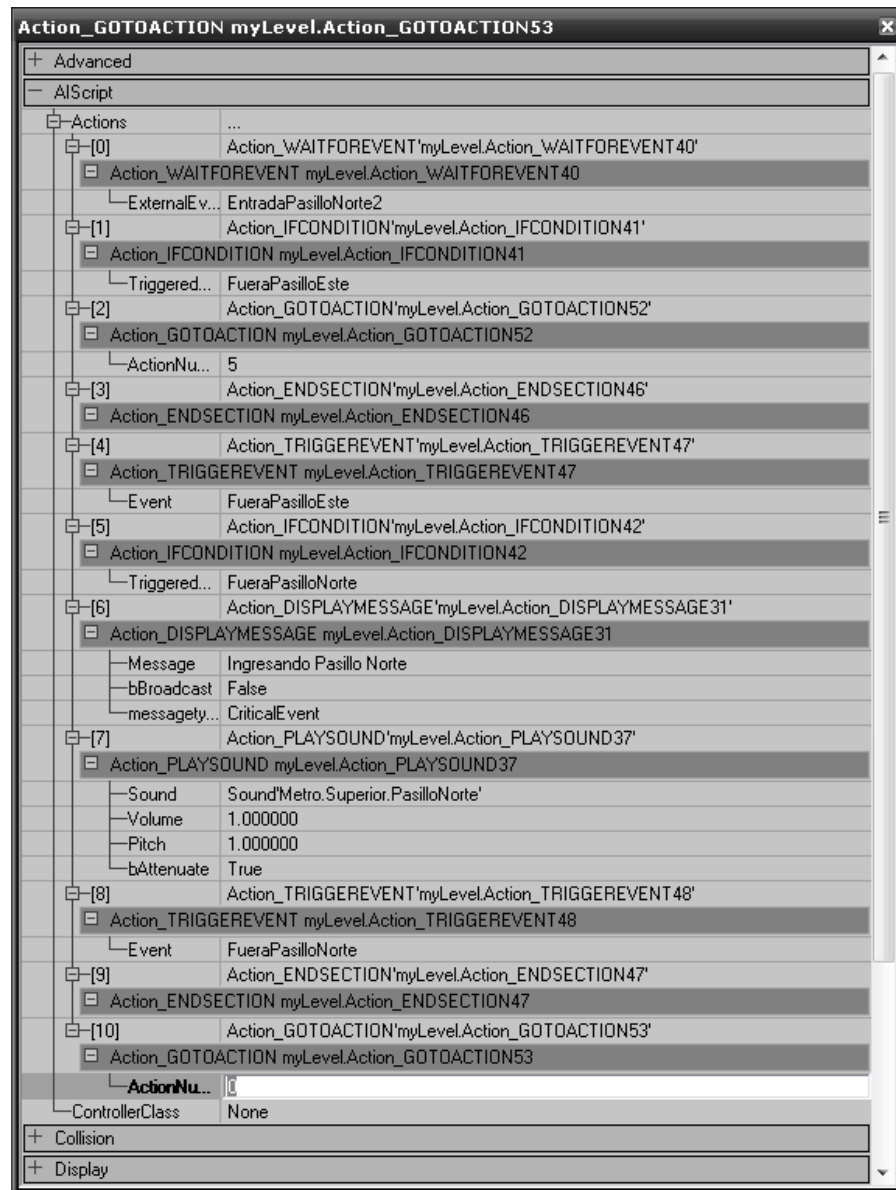 Action_GOTOACTION myLevel.Action_GOTOACTION53
+ Advanced
− AIScript
Actions ...
[0] Action_WAITFOREVENT'myLevel.Action_WAITFOREVENT40'
Action_WAITFOREVENT myLevel.Action_WAITFOREVENT40
ExternalEv... EntradaPasilloNorte2
[1] Action_IFCONDITION'myLevel.Action_IFCONDITION41'
Action_IFCONDITION myLevel.Action_IFCONDITION41
Triggered... FueraPasilloEste
[2] Action_GOTOACTION'myLevel.Action_GOTOACTION52'
Action_GOTOACTION myLevel.Action_GOTOACTION52
ActionNu... 5
[3] Action_ENDSECTION'myLevel.Action_ENDSECTION46'
Action_ENDSECTION myLevel.Action_ENDSECTION46
[4] Action_TRIGGEREVENT'myLevel.Action_TRIGGEREVENT47'
Action_TRIGGEREVENT myLevel.Action_TRIGGEREVENT47
Event FueraPasilloEste
[5] Action_IFCONDITION'myLevel.Action_IFCONDITION42'
Action_IFCONDITION myLevel.Action_IFCONDITION42
Triggered... FueraPasilloNorte
[6] Action_DISPLAYMESSAGE'myLevel.Action_DISPLAYMESSAGE31'
Action_DISPLAYMESSAGE myLevel.Action_DISPLAYMESSAGE31
Message Ingresando Pasillo Norte
bBroadcast False
messagety... CriticalEvent
[7] Action_PLAYSOUND'myLevel.Action_PLAYSOUND37'
Action_PLAYSOUND myLevel.Action_PLAYSOUND37
Sound Sound'Metro.Superior.PasilloNorte'
Volume 1.000000
Pitch 1.000000
bAttenuate True
[8] Action_TRIGGEREVENT'myLevel.Action_TRIGGEREVENT48'
Action_TRIGGEREVENT myLevel.Action_TRIGGEREVENT48
Event FueraPasilloNorte
[9] Action_ENDSECTION'myLevel.Action_ENDSECTION47'
Action_ENDSECTION myLevel.Action_ENDSECTION47
[10] Action_GOTOACTION'myLevel.Action_GOTOACTION53'
Action_GOTOACTION myLevel.Action_GOTOACTION53
ActionNu... 0
ControllerClass None
+ Collision
+ Display